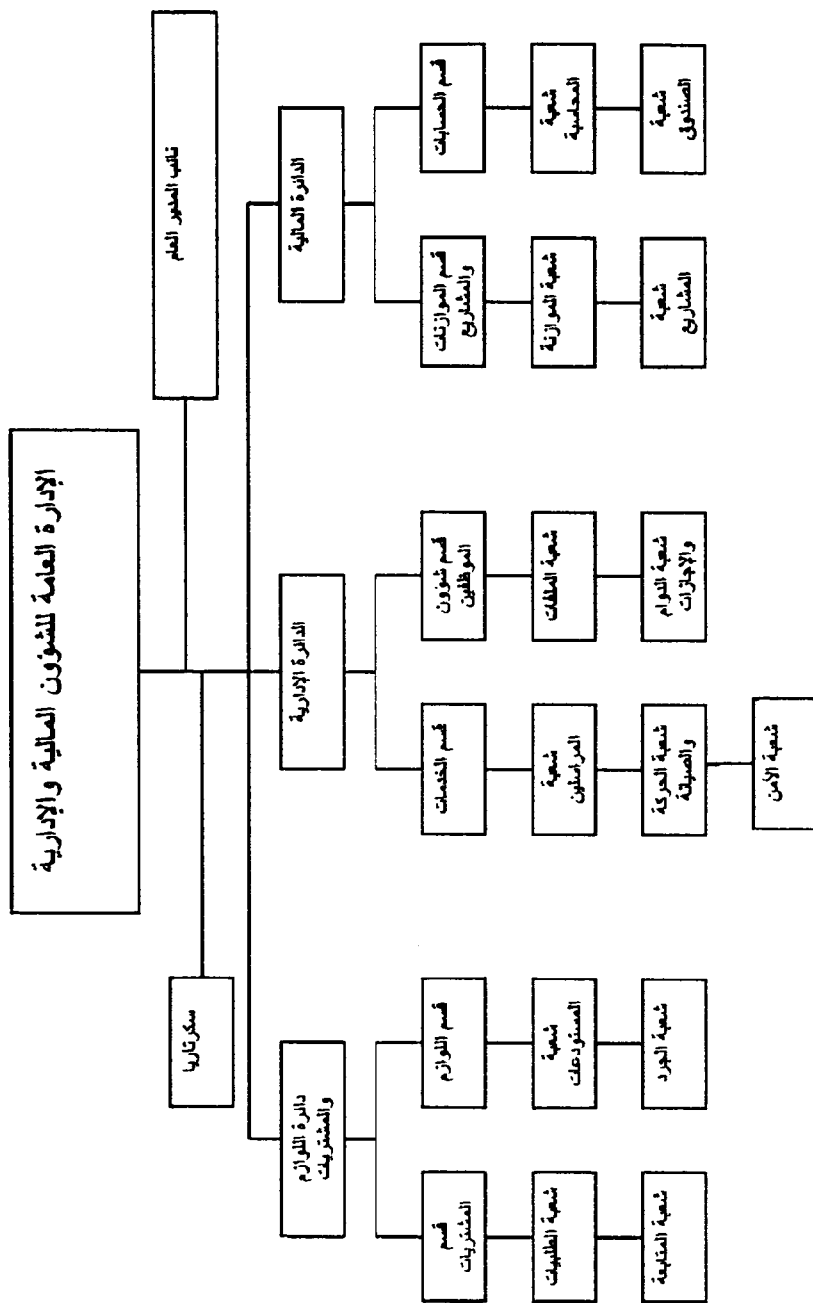 الإدارة العامة للشؤون المالية والإدارية
نائب المدير العام
سكرتاريا
الدائرة المالية
الدائرة الإدارية
دائرة اللوازم
والمشتريات
قسم الحسابات
قسم الموازنات
والمشاريع
قسم شؤون
الموظفين
قسم الخدمات
قسم اللوازم
قسم
المشتريات
شعبة
المحاسبة
شعبة الموازنة
شعبة الملفات
شعبة
المراسلين
شعبة
المستودعات
شعبة الطلبيات
شعبة
الصندوق
شعبة
المشاريع
شعبة الدوام
والإجازات
شعبة الحركة
والصيانة
شعبة الجرد
شعبة المتابعة
شعبة الأمن